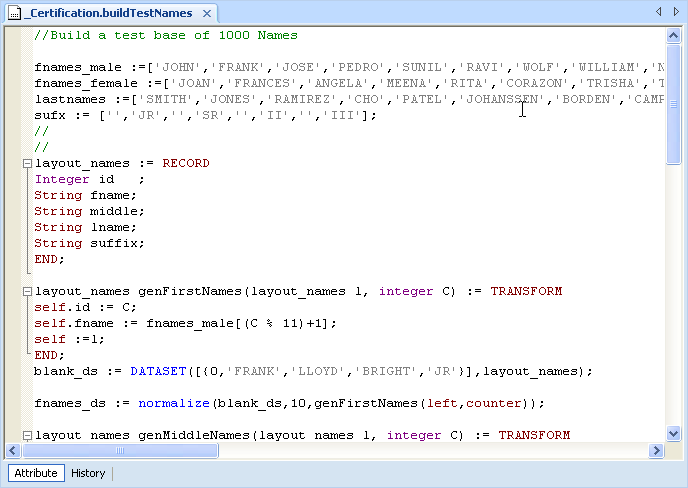 _Certification.buildTestNames
//Build a test base of 1000 Names
fnames_male :=['JOHN','FRANK','JOSE','PEDRO','SUNIL','RAVI','WOLF','WILLIAM','N
fnames_female :=['JOAN','FRANCES','ANGELA','MEENA','RITA','CORAZON','TRISHA','T
lastnames :=['SMITH','JONES','RAMIREZ','CHO','PATEL','JOHANSSEN','BORDEN','CAMP
sufx := ['','JR','','SR','','II','','III'];
//
//
layout_names := RECORD
Integer id   ;
String fname;
String middle;
String lname;
String suffix;
END;
layout_names genFirstNames(layout_names l, integer C) := TRANSFORM
self.id := C;
self.fname := fnames_male[(C % 11)+1];
self :=l;
END;
blank_ds := DATASET([{0,'FRANK','LLOYD','BRIGHT','JR'}],layout_names);
fnames_ds := normalize(blank_ds,10,genFirstNames(left,counter));
layout_names genMiddleNames(layout_names l, integer C) := TRANSFORM
Attribute History